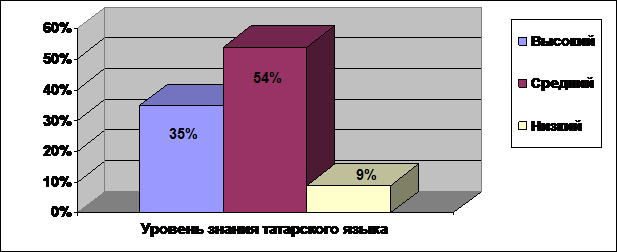 60%
50%
40%
30%
20%
10%
0%
35%
54%
9%
Уровень знания татарского языка
Высокий
Средний
Низкий